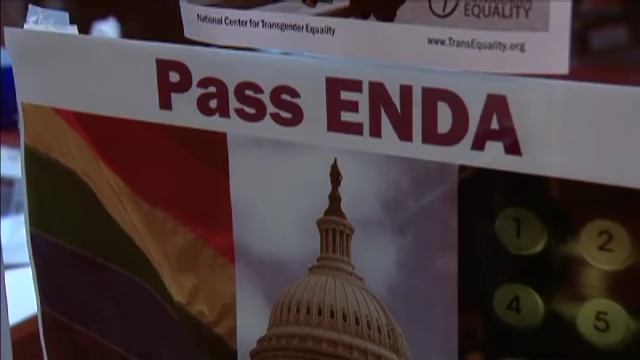 EQUALITY
National Center for Transgender Equality
www.TransEquality.org
Pass ENDA
1 2
4 5